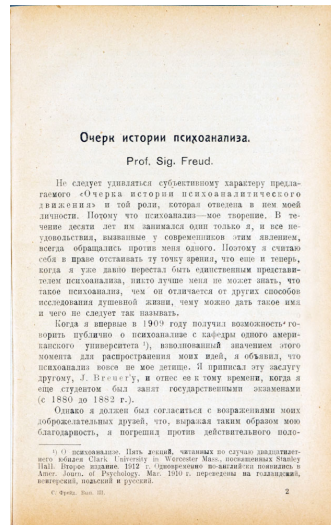 Очерк истории психоанализа.
Prof. Sig. Freud.
Не следует удивляться субъективному характеру предла-
гаемого «Очерка истории психоаналитического
движения» и той роли, которая отведена в нем моей
личности. Потому что психоанализ—мое творение. В те-
чение десяти лет им занимался один только я, и все не-
удовольствия, вызванные у современников этим явлением,
всегда обращались против меня одного. Поэтому я считаю
себя в праве отстаивать ту точку зрения, что еще и теперь,
когда я уже давно перестал быть единственным представи-
телем психоанализа, никто лучше меня не может знать, что
такое психоанализ, чем он отличается от других способов
исследования душевной жизни, чему можно дать такое имя
и чего не следует так называть.
Когда я впервые в 1909 году получил возможность го-
ворить публично о психоанализе с кафедры одного амери-
канского университета ¹), взволнованный значением этого
момента для распространения моих идей, я объявил, что
психоанализ вовсе не мое детище. Я приписал эту заслугу
другому, J. Breuer'у, и отнес ее к тому времени, когда я
еще студентом был занят государственными экзаменами
(с 1880 до 1882 г.).
Однако я должен был согласиться с возражениями моих
доброжелательных друзей, что, выражая таким образом мою
благодарность, я погрешил против действительного поло-
¹) О психоанализе. Пять лекций, читанных по случаю двадцатилет-
него юбилея Clark University in Worcester Mass., посвященных Stanley
Hall. Второе издание. 1912 г. Одновременно по-английски появились в
Amer. Journ. of Psychology. Mar. 1910 г. переведены на голландский,
венгерский, польский и русский.
С. Фрейд. Вып. III.
2